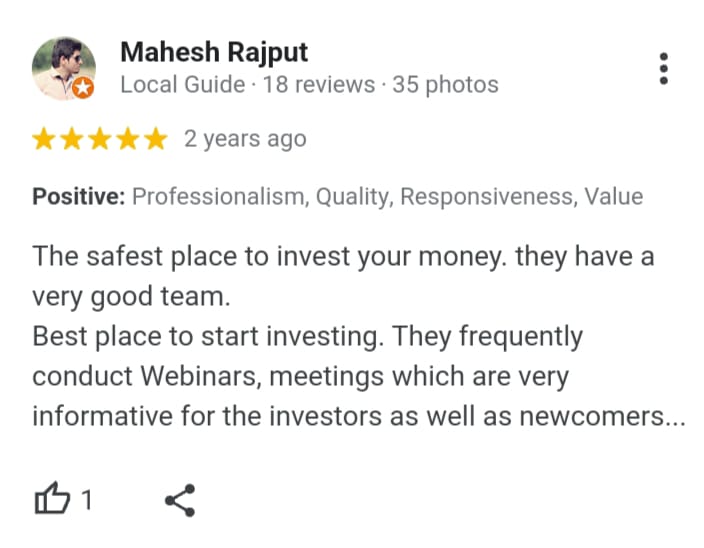 Mahesh Rajput
Local Guide · 18 reviews · 35 photos
2 years ago
Positive: Professionalism, Quality, Responsiveness, Value
The safest place to invest your money. they have a
very good team.
Best place to start investing. They frequently
conduct Webinars, meetings which are very
informative for the investors as well as newcomers...
1